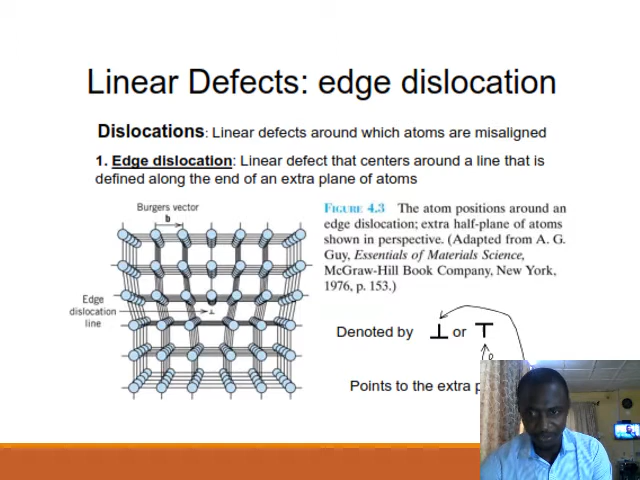 Linear Defects: edge dislocation
Dislocations: Linear defects around which atoms are misaligned
1. Edge dislocation: Linear defect that centers around a line that is
defined along the end of an extra plane of atoms
Burgers vector
b
Edge
dislocation
line
FIGURE 4.3 The atom positions around an
edge dislocation; extra half-plane of atoms
shown in perspective. (Adapted from A. G.
Guy, Essentials of Materials Science,
McGraw-Hill Book Company, New York,
1976, p. 153.)
Denoted by ⊥ or ⊤
Points to the extra